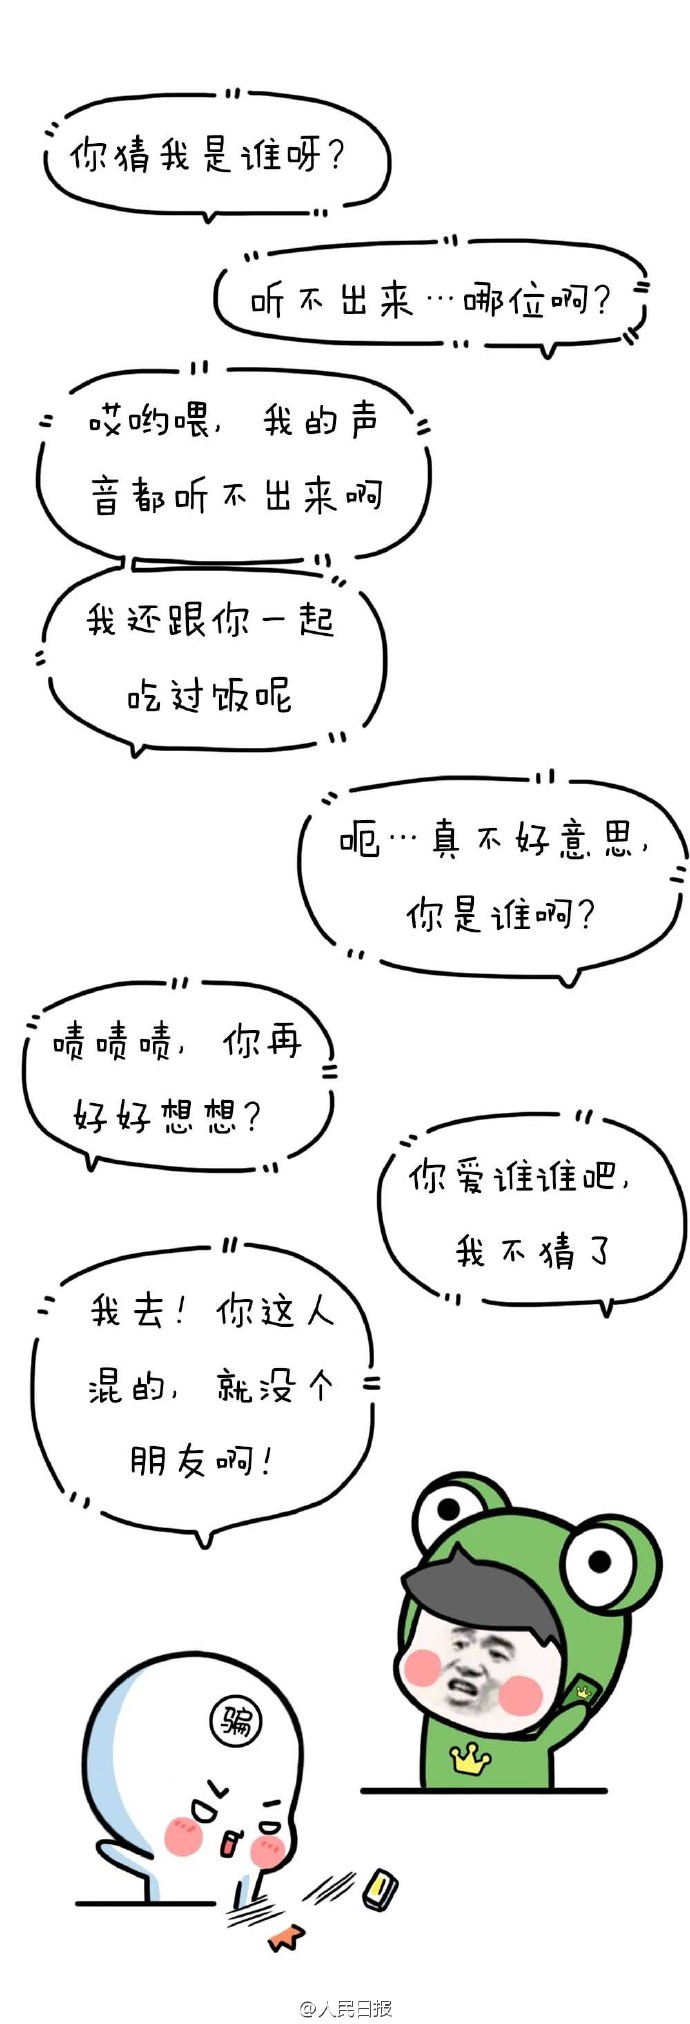 你猜我是谁呀？
听不出来…哪位啊？
哎哟喂，我的声
音都听不出来啊
我还跟你一起
吃过饭呢
呃…真不好意思，
你是谁啊？
啧啧啧，你再
好好想想？
你爱谁谁吧，
我不猜了
我去！你这人
混的，就没个
朋友啊！
骗
@人民日报